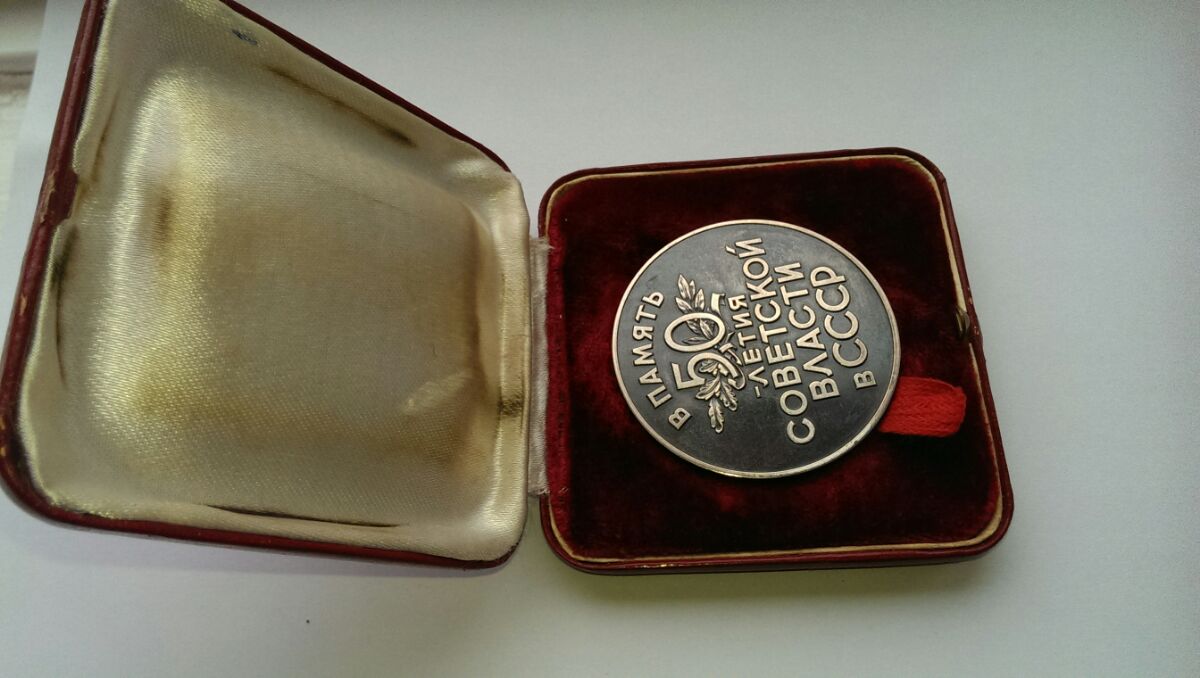 В ПАМЯТЬ
50
-ЛЕТИЯ
СОВЕТСКОЙ
ВЛАСТИ
В СССР